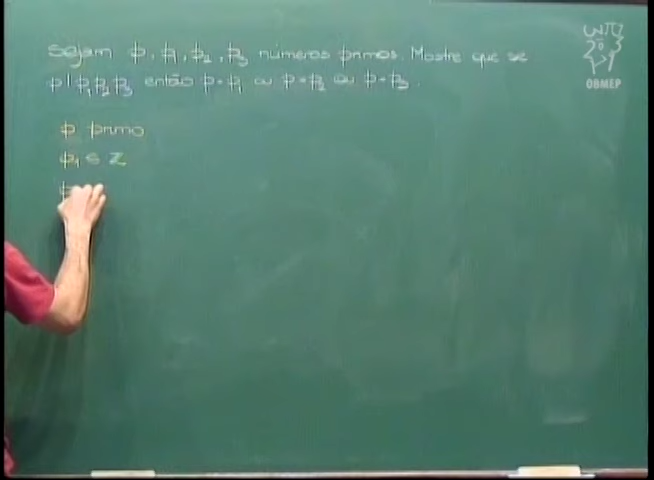 Sejam p, p₁, p₂, p₃ números primos. Mostre que se
p|p₁p₂p₃ então p=p₁ ou p=p₂ ou p=p₃.
p primo
p₁ ∈ Z
OBMEP